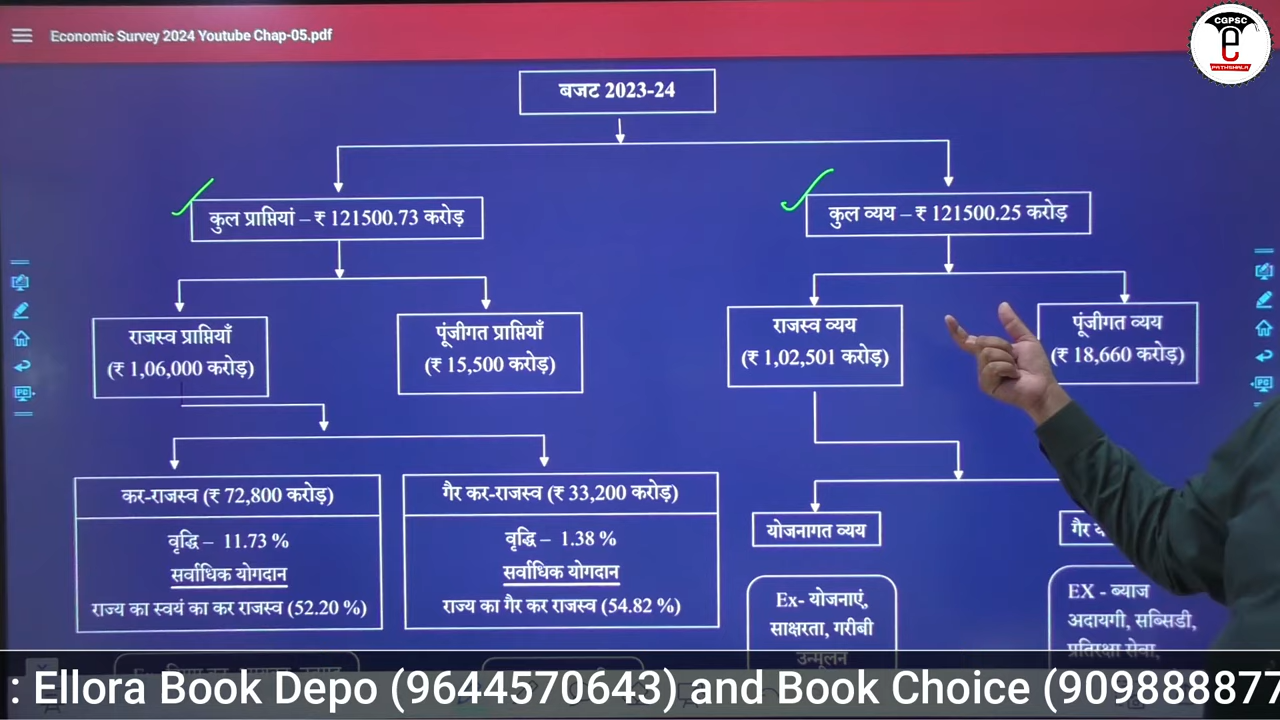 Economic Survey 2024 Youtube Chap-05.pdf
CGPSC
PATHSHALA
बजट 2023-24
कुल प्राप्तियां – ₹ 121500.73 करोड़
कुल व्यय – ₹ 121500.25 करोड़
राजस्व प्राप्तियाँ
(₹ 1,06,000 करोड़)
पूंजीगत प्राप्तियाँ
(₹ 15,500 करोड़)
राजस्व व्यय
(₹ 1,02,501 करोड़)
पूंजीगत व्यय
(₹ 18,660 करोड़)
कर-राजस्व (₹ 72,800 करोड़)
वृद्धि – 11.73 %
सर्वाधिक योगदान
राज्य का स्वयं का कर राजस्व (52.20 %)
गैर कर-राजस्व (₹ 33,200 करोड़)
वृद्धि – 1.38 %
सर्वाधिक योगदान
राज्य का गैर कर राजस्व (54.82 %)
योजनागत व्यय
गैर
Ex- योजनाएं,
साक्षरता, गरीबी
उन्मूलन
EX - ब्याज
अदायगी, सब्सिडी,
प्रतिरक्षा सेवा,
: Ellora Book Depo (9644570643) and Book Choice (909888877